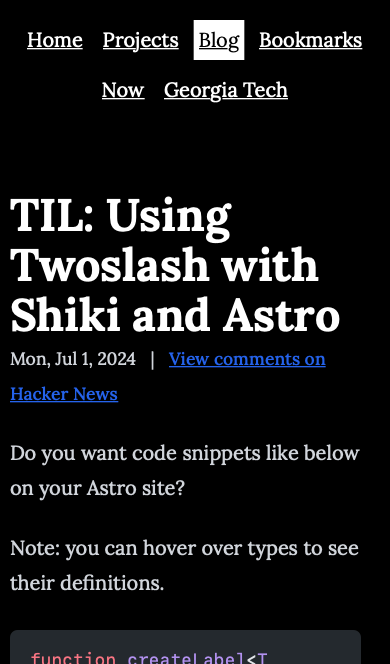 Home Projects Blog Bookmarks
Now Georgia Tech
TIL: Using
Twoslash with
Shiki and Astro
Mon, Jul 1, 2024 | View comments on
Hacker News
Do you want code snippets like below
on your Astro site?
Note: you can hover over types to see
their definitions.
function createLabel<T